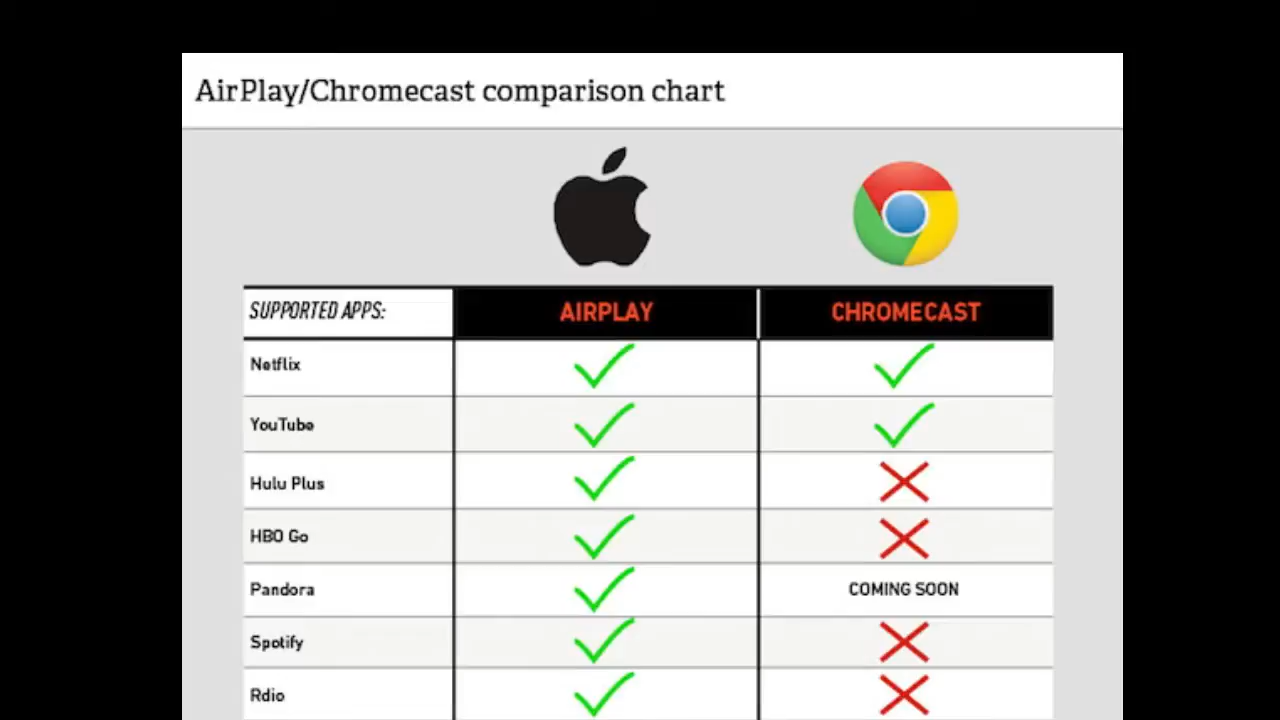 AirPlay/Chromecast comparison chart
SUPPORTED APPS: AIRPLAY CHROMECAST
Netflix
YouTube
Hulu Plus
HBO Go
Pandora COMING SOON
Spotify
Rdio